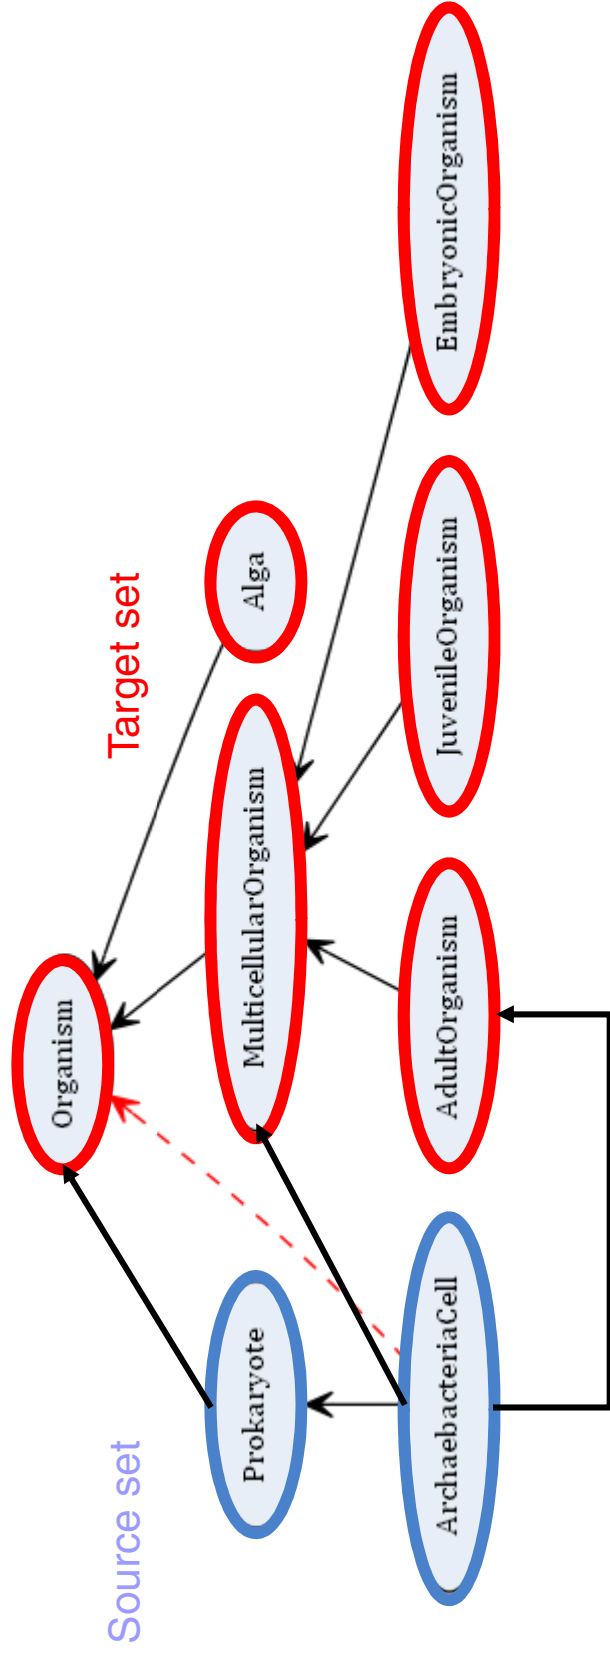 Source set
Target set
Organism
Prokaryote
MulticellularOrganism
Alga
ArchaebacteriaCell
AdultOrganism
JuvenileOrganism
EmbryonicOrganism